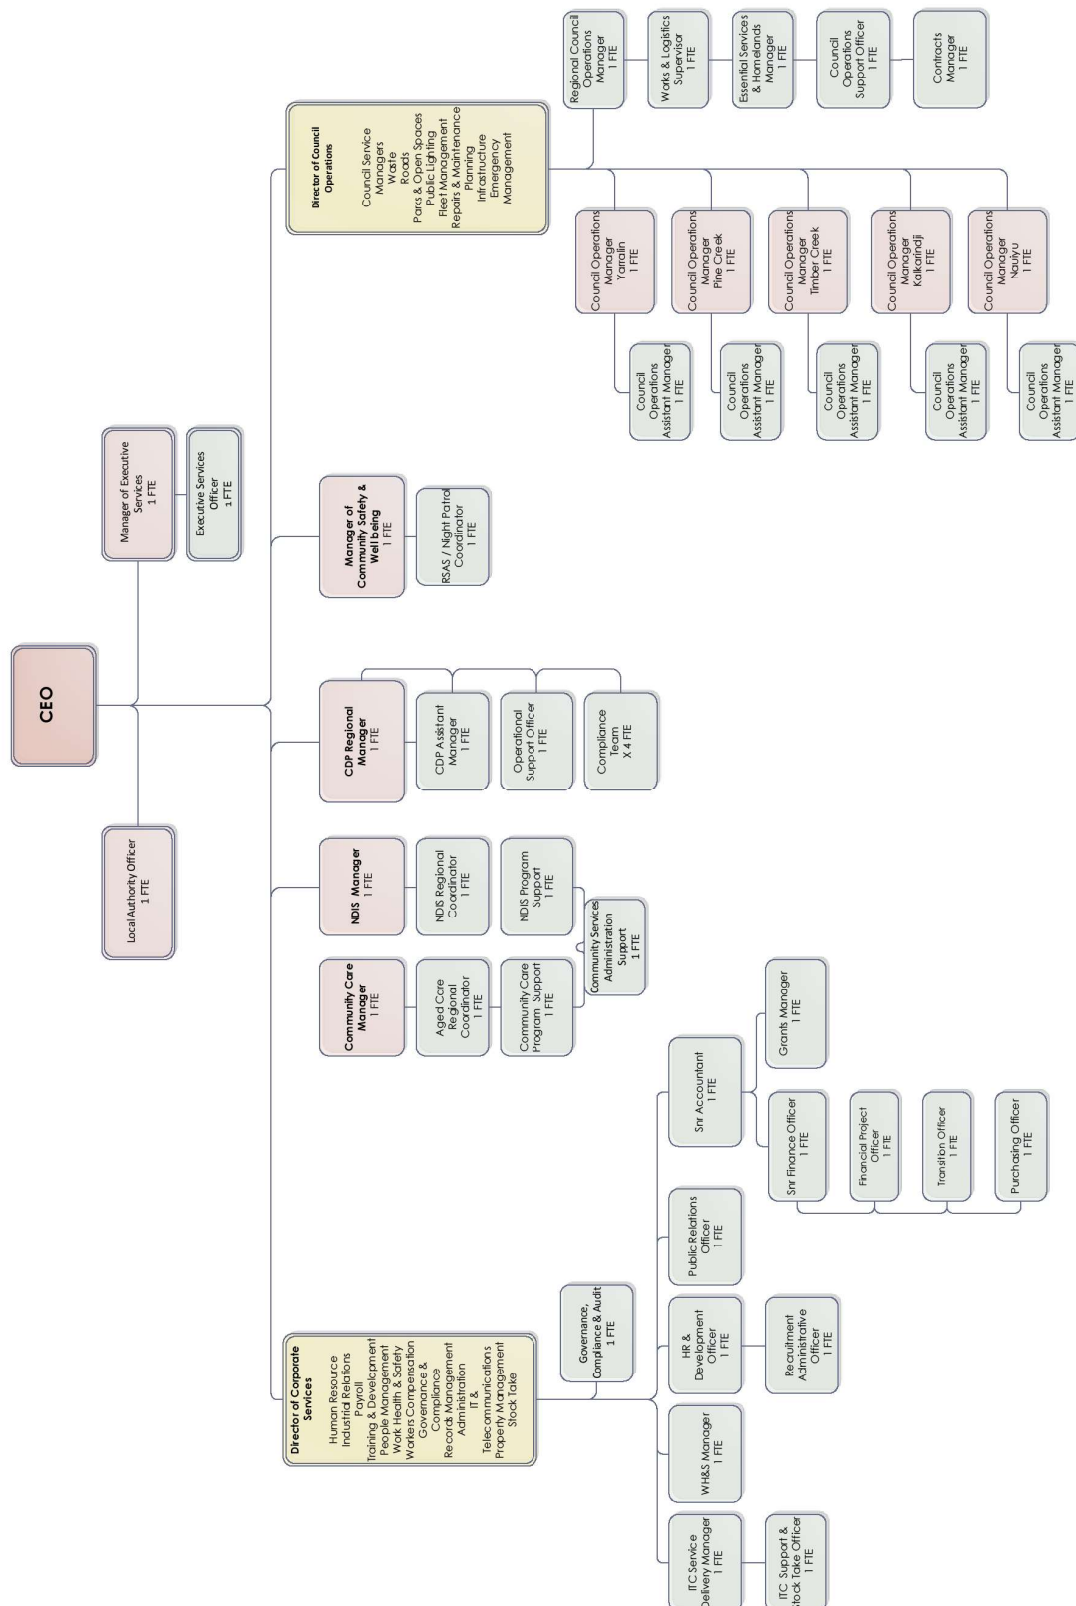 CEO
Local Authority Officer
1 FTE
Manager of Executive
Services
1 FTE
Executive Services
Officer
1 FTE
Director of Corporate
Services
Human Resource
Industrial Relations
Payroll
Training & Development
People Management
Work Health & Safety
Workers Compensation
Governance &
Compliance
Records Management
Administration
IT &
Telecommunications
Property Management
Stock Take
Community Care
Manager
1 FTE
Aged Care
Regional
Coordinator
1 FTE
Community Care
Program Support
1 FTE
NDIS Manager
1 FTE
NDIS Regional
Coordinator
1 FTE
NDIS Program
Support
1 FTE
Community Services
Administration
Support
1 FTE
CDP Regional
Manager
1 FTE
CDP Assistant
Manager
1 FTE
Operational
Support Officer
1 FTE
Compliance
Team
X 4 FTE
Manager of
Community Safety &
Well being
1 FTE
RSAS / Night Patrol
Coordinator
1 FTE
Director of Council
Operations
Council Service
Managers
Waste
Roads
Parcs & Open Spaces
Public Lighting
Fleet Management
Repairs & Maintenance
Planning
Infrastructure
Emergency
Management
Governance,
Compliance & Audit
1 FTE
ITC Service
Delivery Manager
1 FTE
ITC Support &
Stock Take Officer
1 FTE
WH&S Manager
1 FTE
HR &
Development
Officer
1 FTE
Recruitment
Administrative
Officer
1 FTE
Public Relations
Officer
1 FTE
Snr Accountant
1 FTE
Snr Finance Officer
1 FTE
Financial Project
Officer
1 FTE
Transition Officer
1 FTE
Purchasing Officer
1 FTE
Grants Manager
1 FTE
Council Operations
Manager
Yarralin
1 FTE
Council
Operations
Assistant Manager
1 FTE
Council Operations
Manager
Pine Creek
1 FTE
Council
Operations
Assistant Manager
1 FTE
Council Operations
Manager
Timber Creek
1 FTE
Council
Operations
Assistant Manager
1 FTE
Council Operations
Manager
Kalkarindji
1 FTE
Council
Operations
Assistant Manager
1 FTE
Council Operations
Manager
Nauiyu
1 FTE
Council
Operations
Assistant Manager
1 FTE
Regional Council
Operations
Manager
1 FTE
Works & Logistics
Supervisor
1 FTE
Essential Services
& Homelands
Manager
1 FTE
Council
Operations
Support Officer
1 FTE
Contracts
Manager
1 FTE